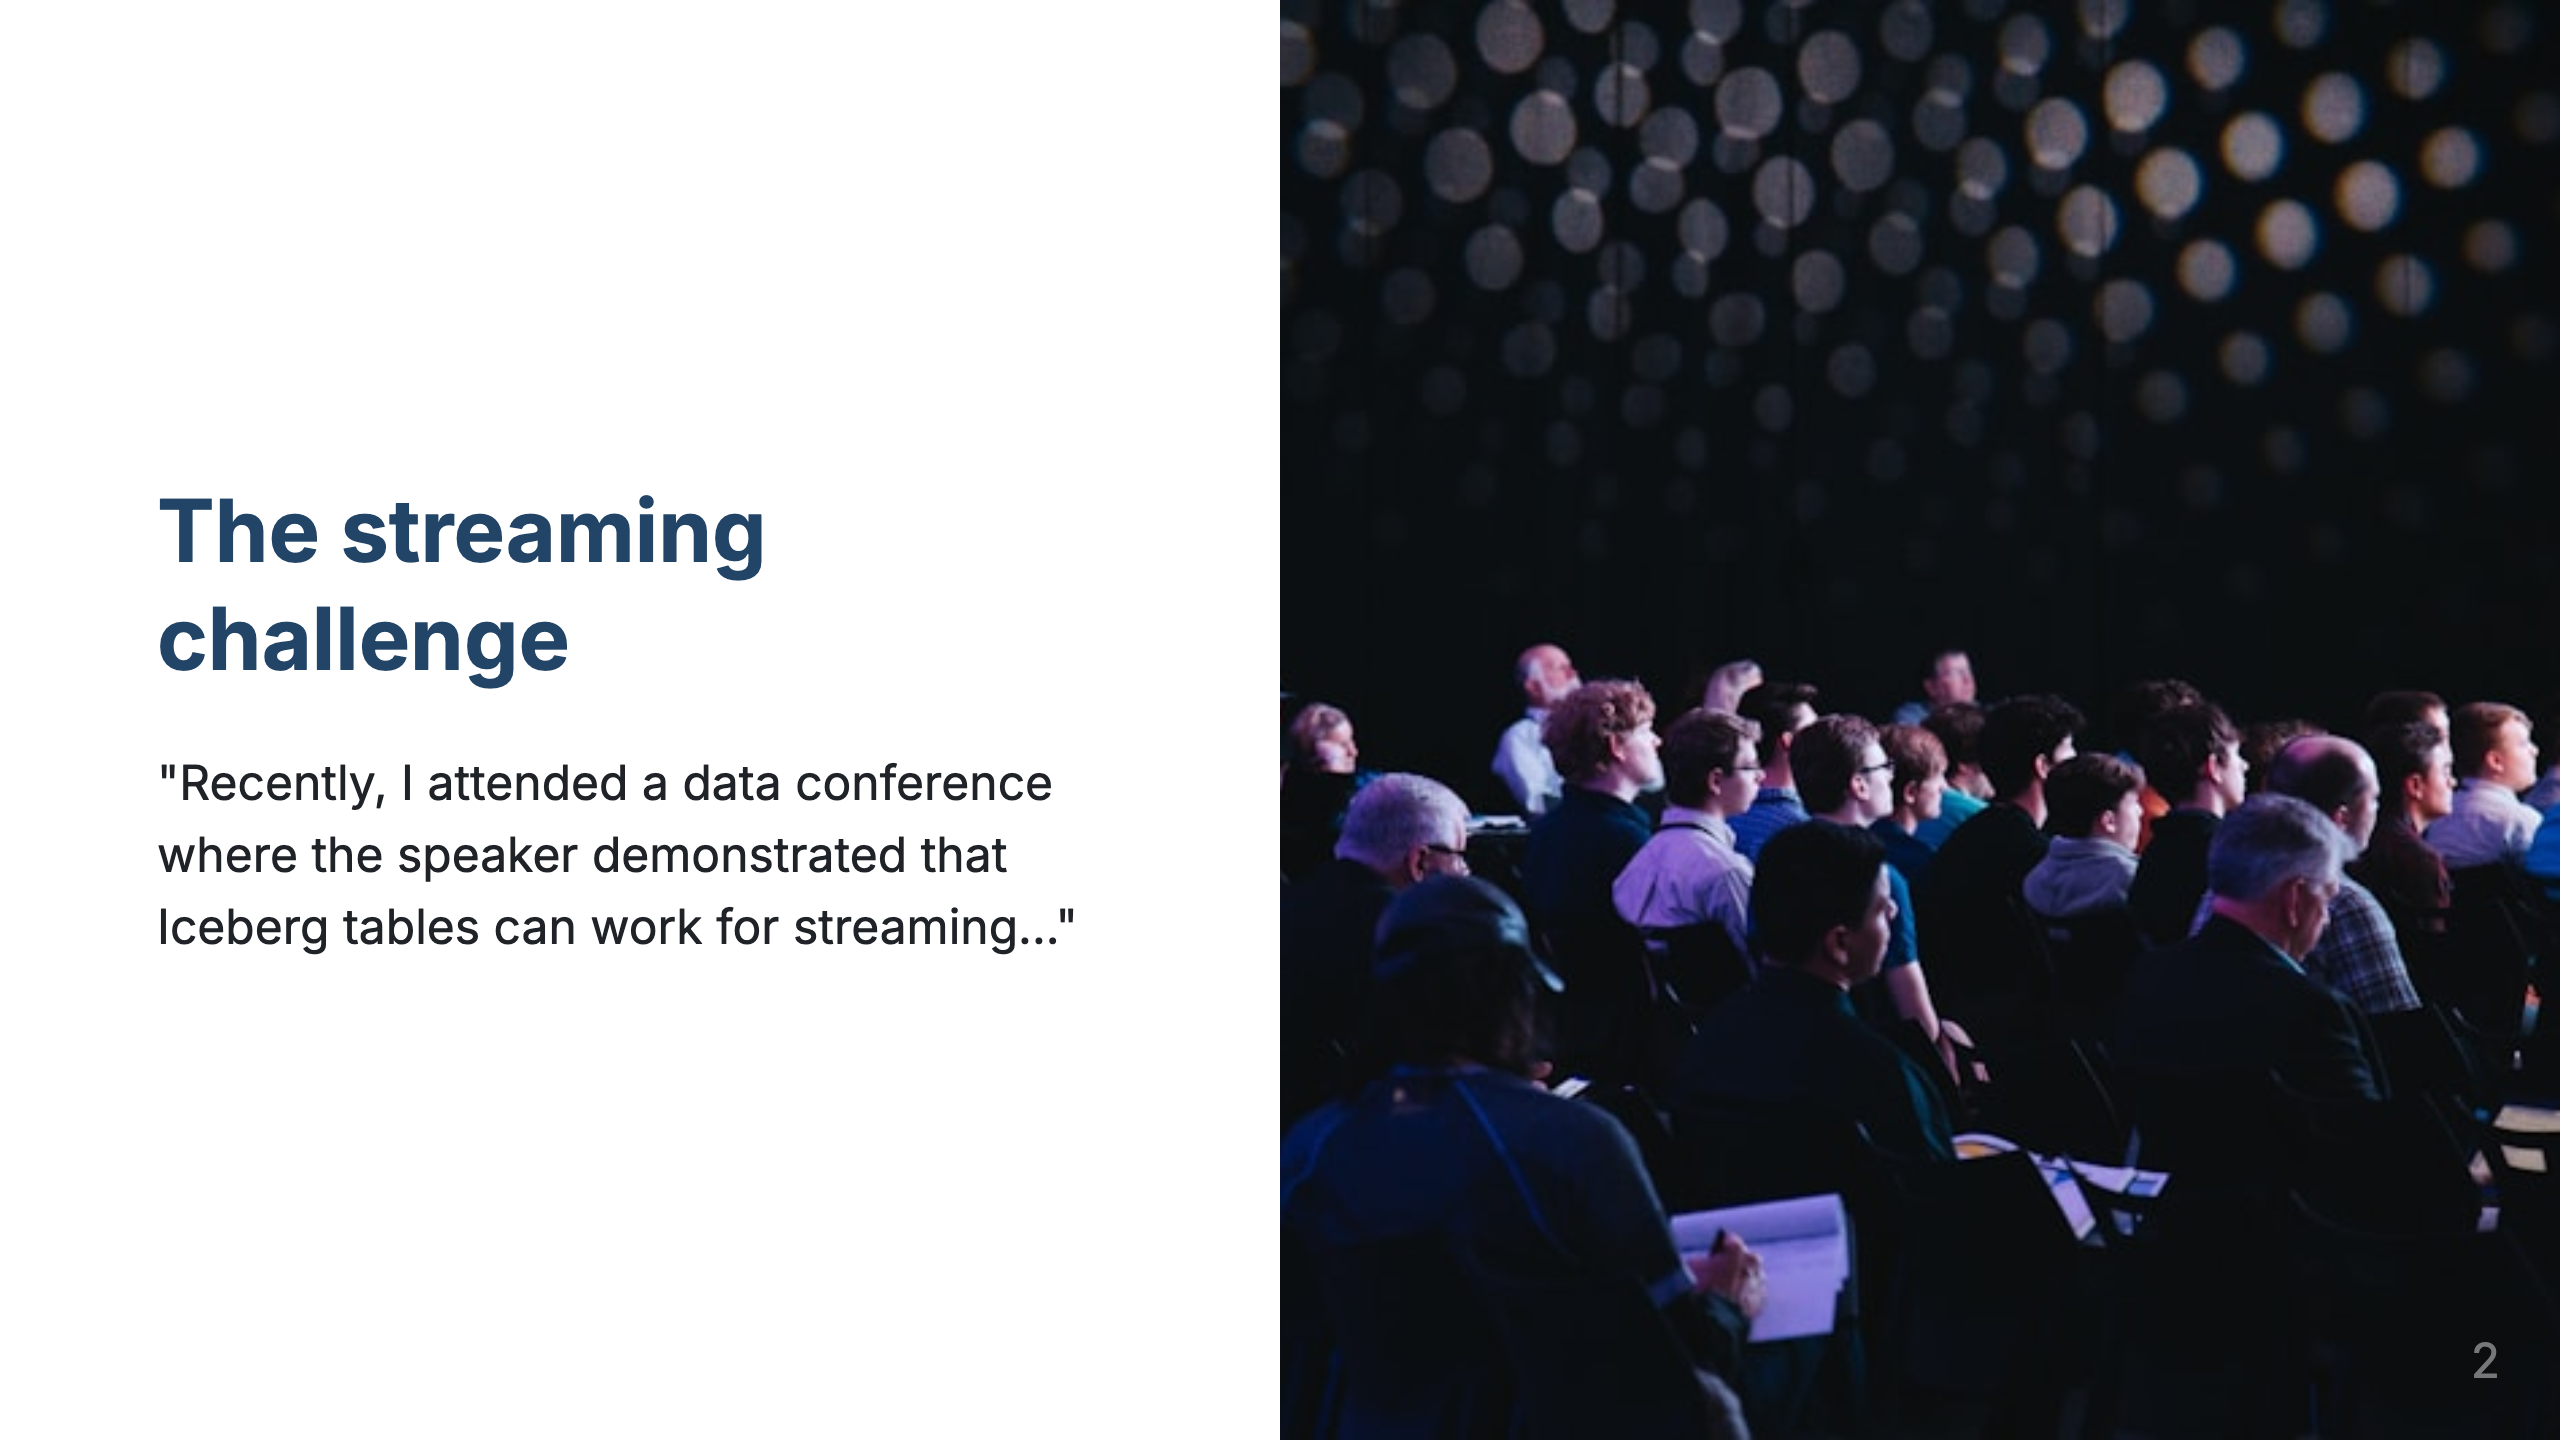 The streaming
challenge
"Recently, I attended a data conference
where the speaker demonstrated that
Iceberg tables can work for streaming..."
2